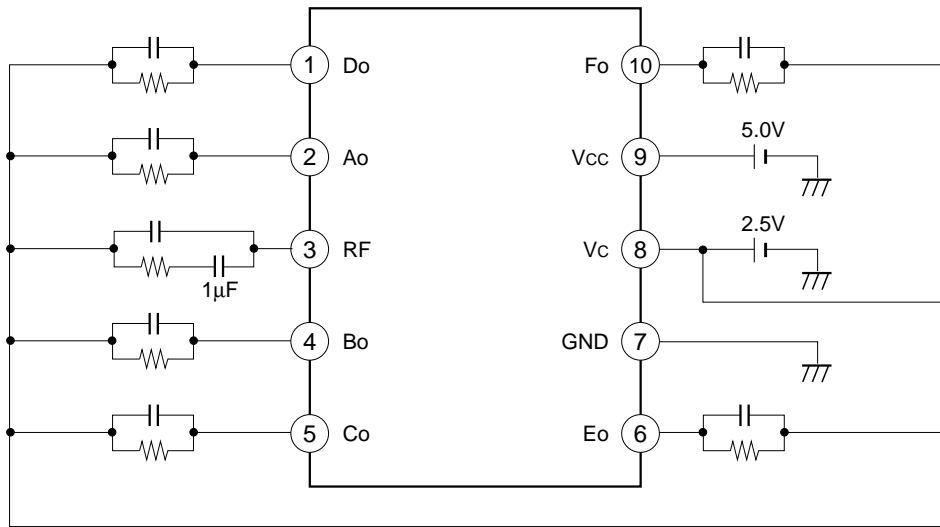 1 Do
2 Ao
3 RF
1μF
4 Bo
5 Co
Fo 10
Vcc 9
5.0V
Vc 8
2.5V
GND 7
Eo 6